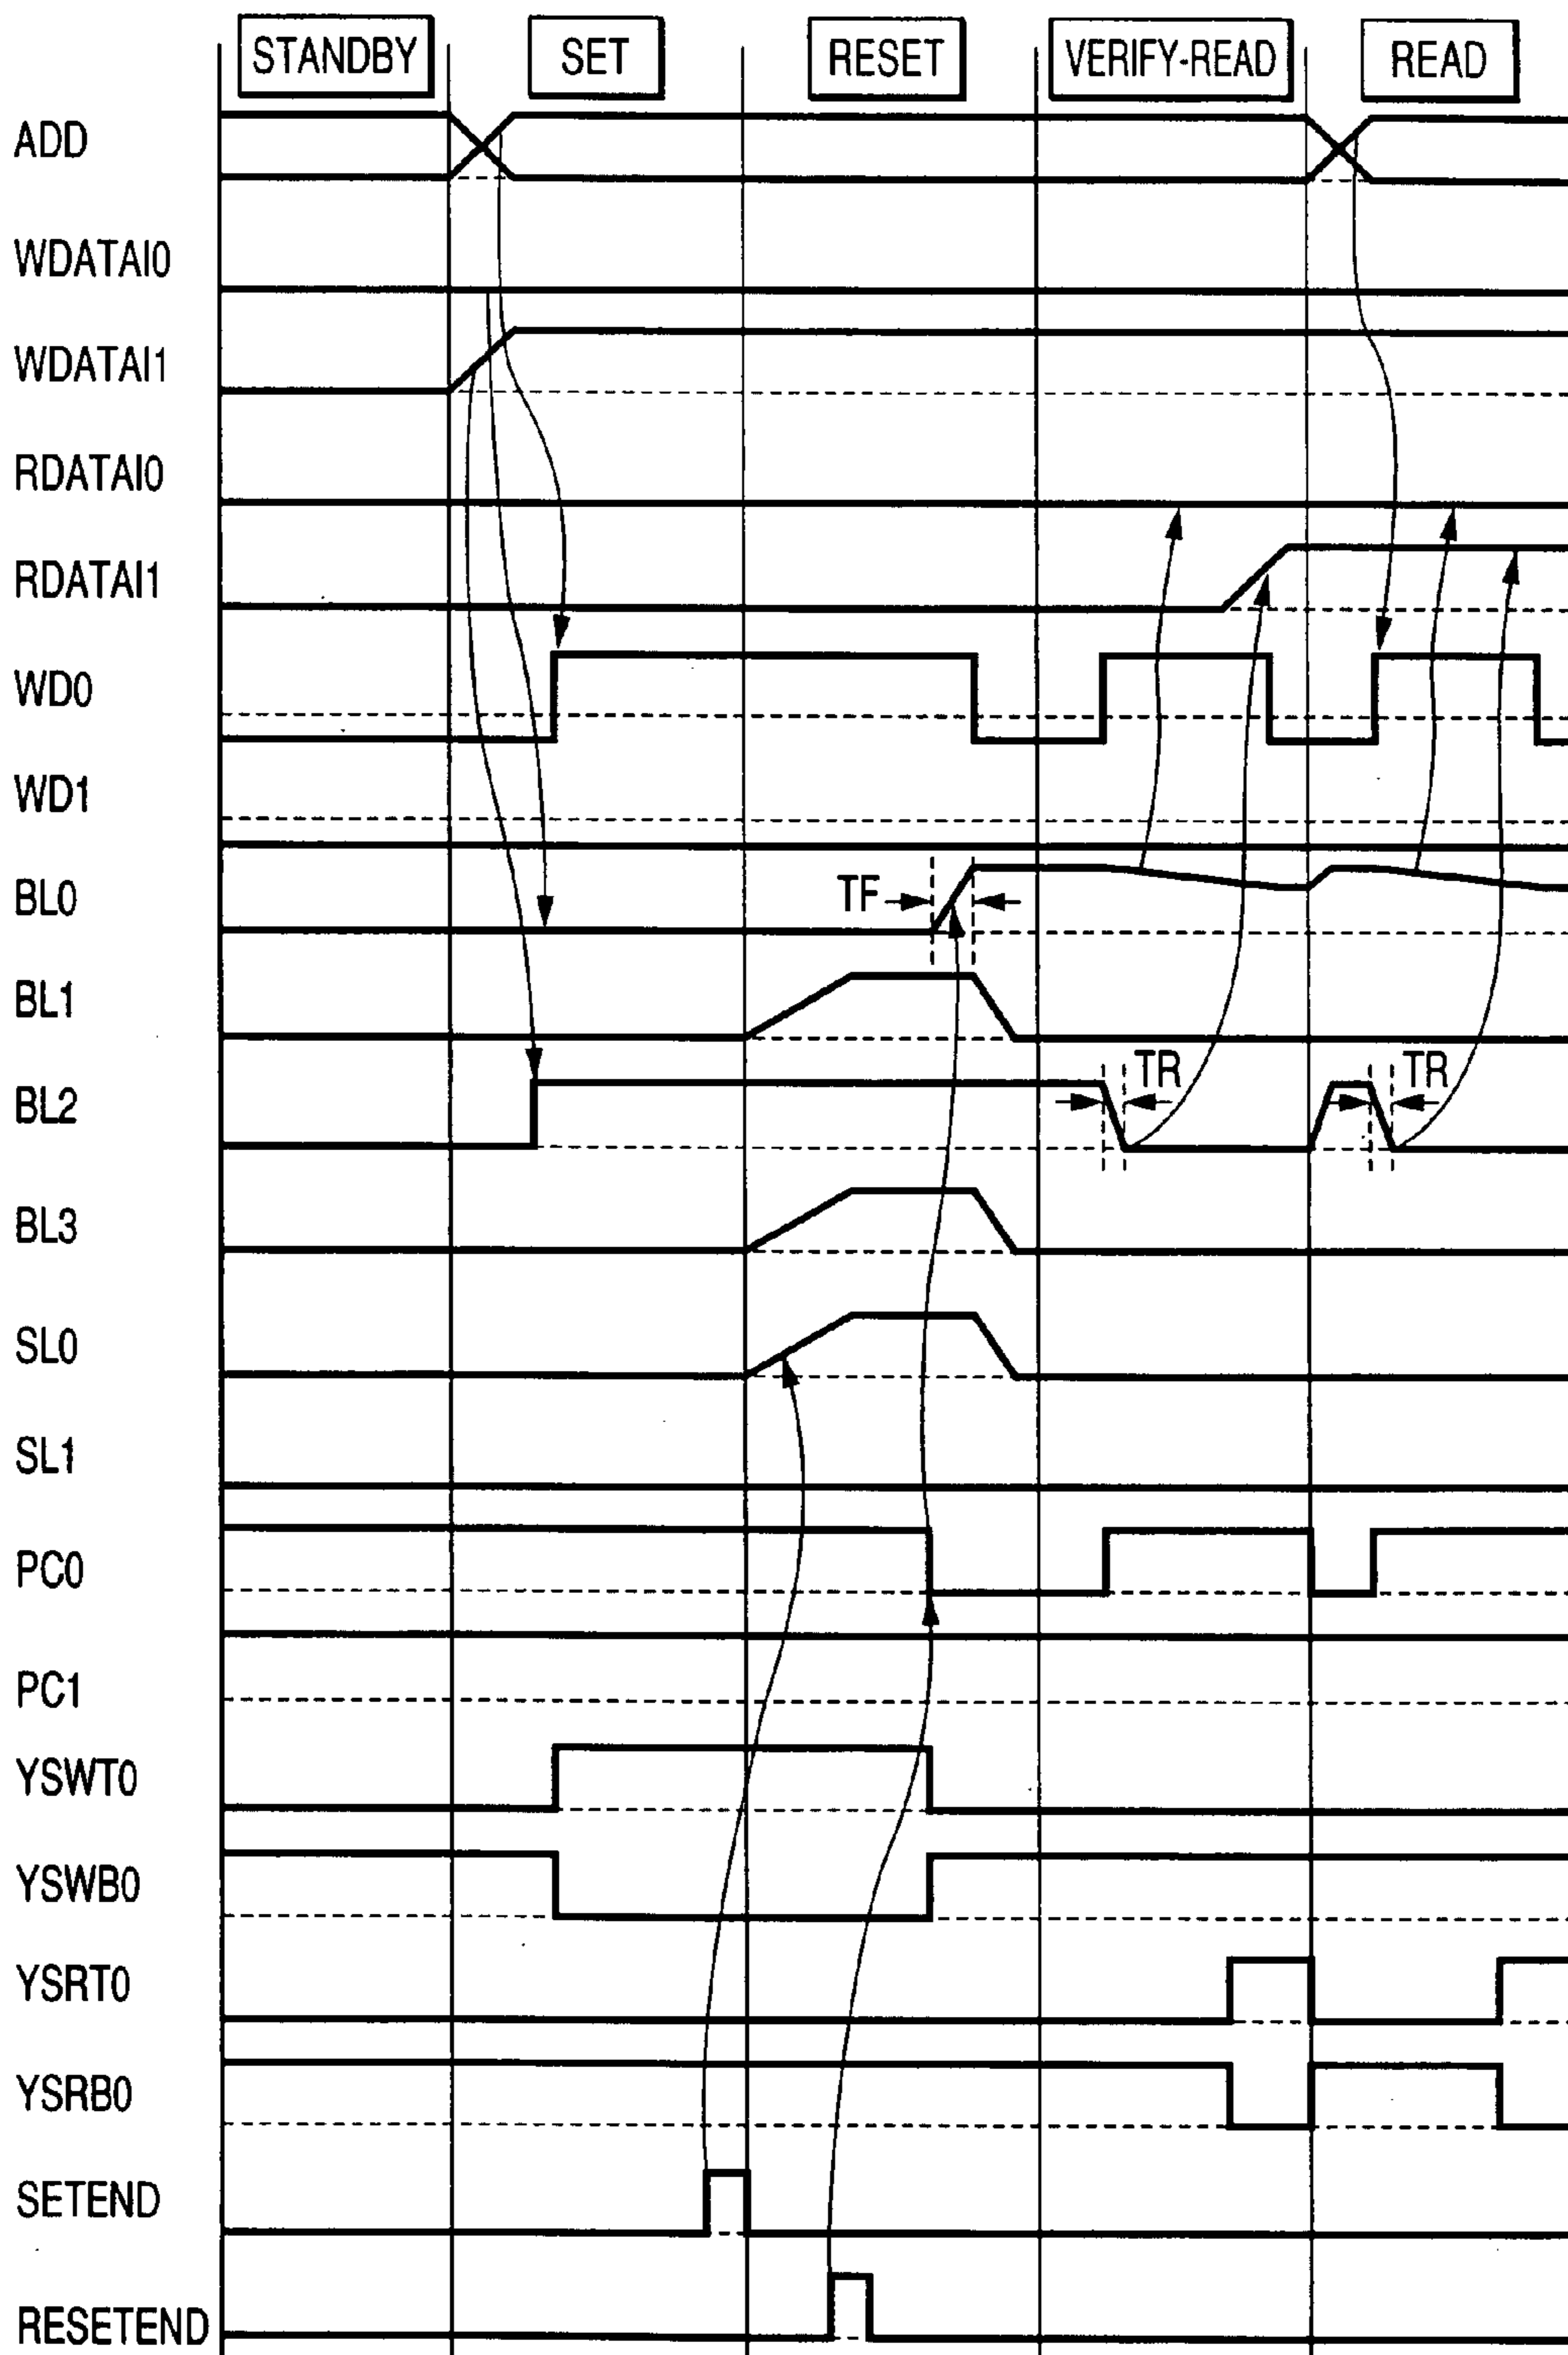 STANDBY SET RESET VERIFY-READ READ
ADD
WDATAI0
WDATAI1
RDATAI0
RDATAI1
WD0
WD1
BL0 TF
BL1
BL2 TR TR
BL3
SL0
SL1
PC0
PC1
YSWT0
YSWB0
YSRT0
YSRB0
SETEND
RESETEND